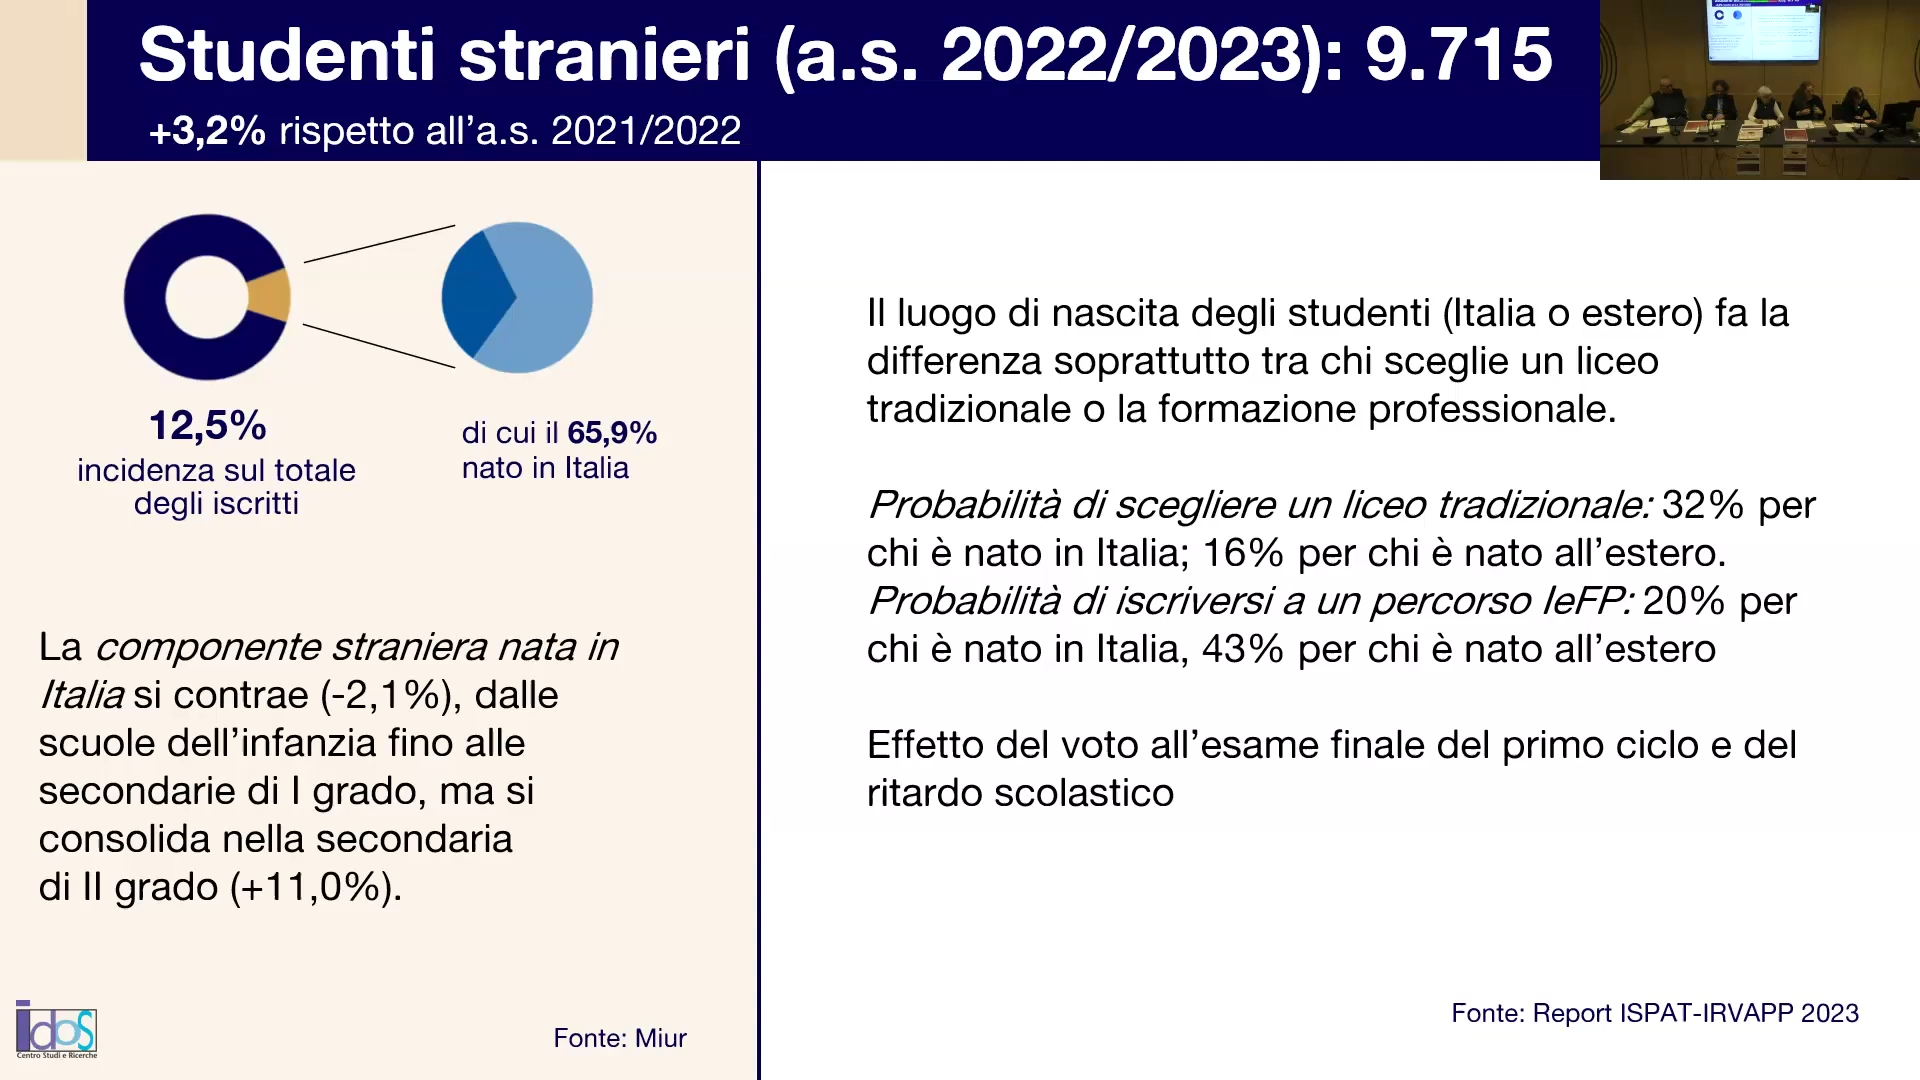 Studenti stranieri (a.s. 2022/2023): 9.715
+3,2% rispetto all’a.s. 2021/2022
12,5%
incidenza sul totale
degli iscritti
di cui il 65,9%
nato in Italia
La componente straniera nata in
Italia si contrae (-2,1%), dalle
scuole dell’infanzia fino alle
secondarie di I grado, ma si
consolida nella secondaria
di II grado (+11,0%).
Fonte: Miur
idos
Centro Studi e Ricerche
Il luogo di nascita degli studenti (Italia o estero) fa la
differenza soprattutto tra chi sceglie un liceo
tradizionale o la formazione professionale.
Probabilità di scegliere un liceo tradizionale: 32% per
chi è nato in Italia; 16% per chi è nato all’estero.
Probabilità di iscriversi a un percorso IeFP: 20% per
chi è nato in Italia, 43% per chi è nato all’estero
Effetto del voto all’esame finale del primo ciclo e del
ritardo scolastico
Fonte: Report ISPAT-IRVAPP 2023